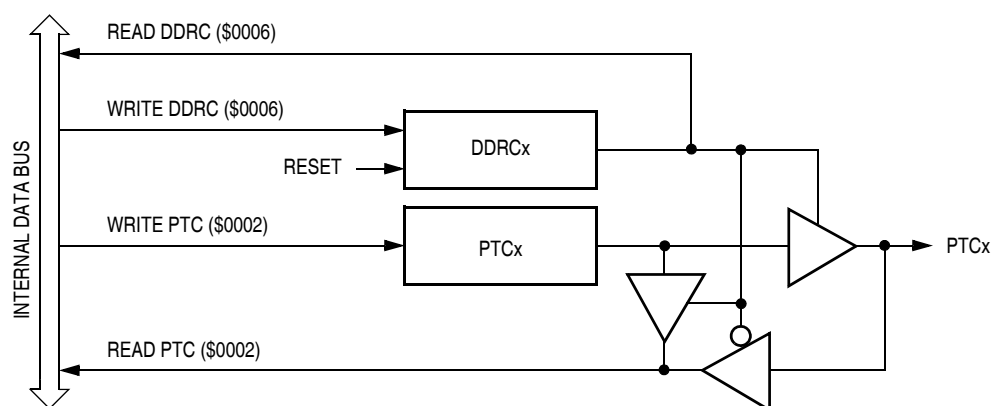 READ DDRC ($0006)
WRITE DDRC ($0006)
DDRCx
RESET
INTERNAL DATA BUS
WRITE PTC ($0002)
PTCx
PTCx
READ PTC ($0002)